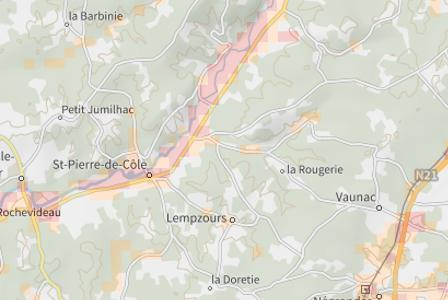 la Barbinie
Petit Jumilhac
St-Pierre-de-Côle
la Rougerie
N21
Vaunac
Rochevideau
Lempzours
la Doretie